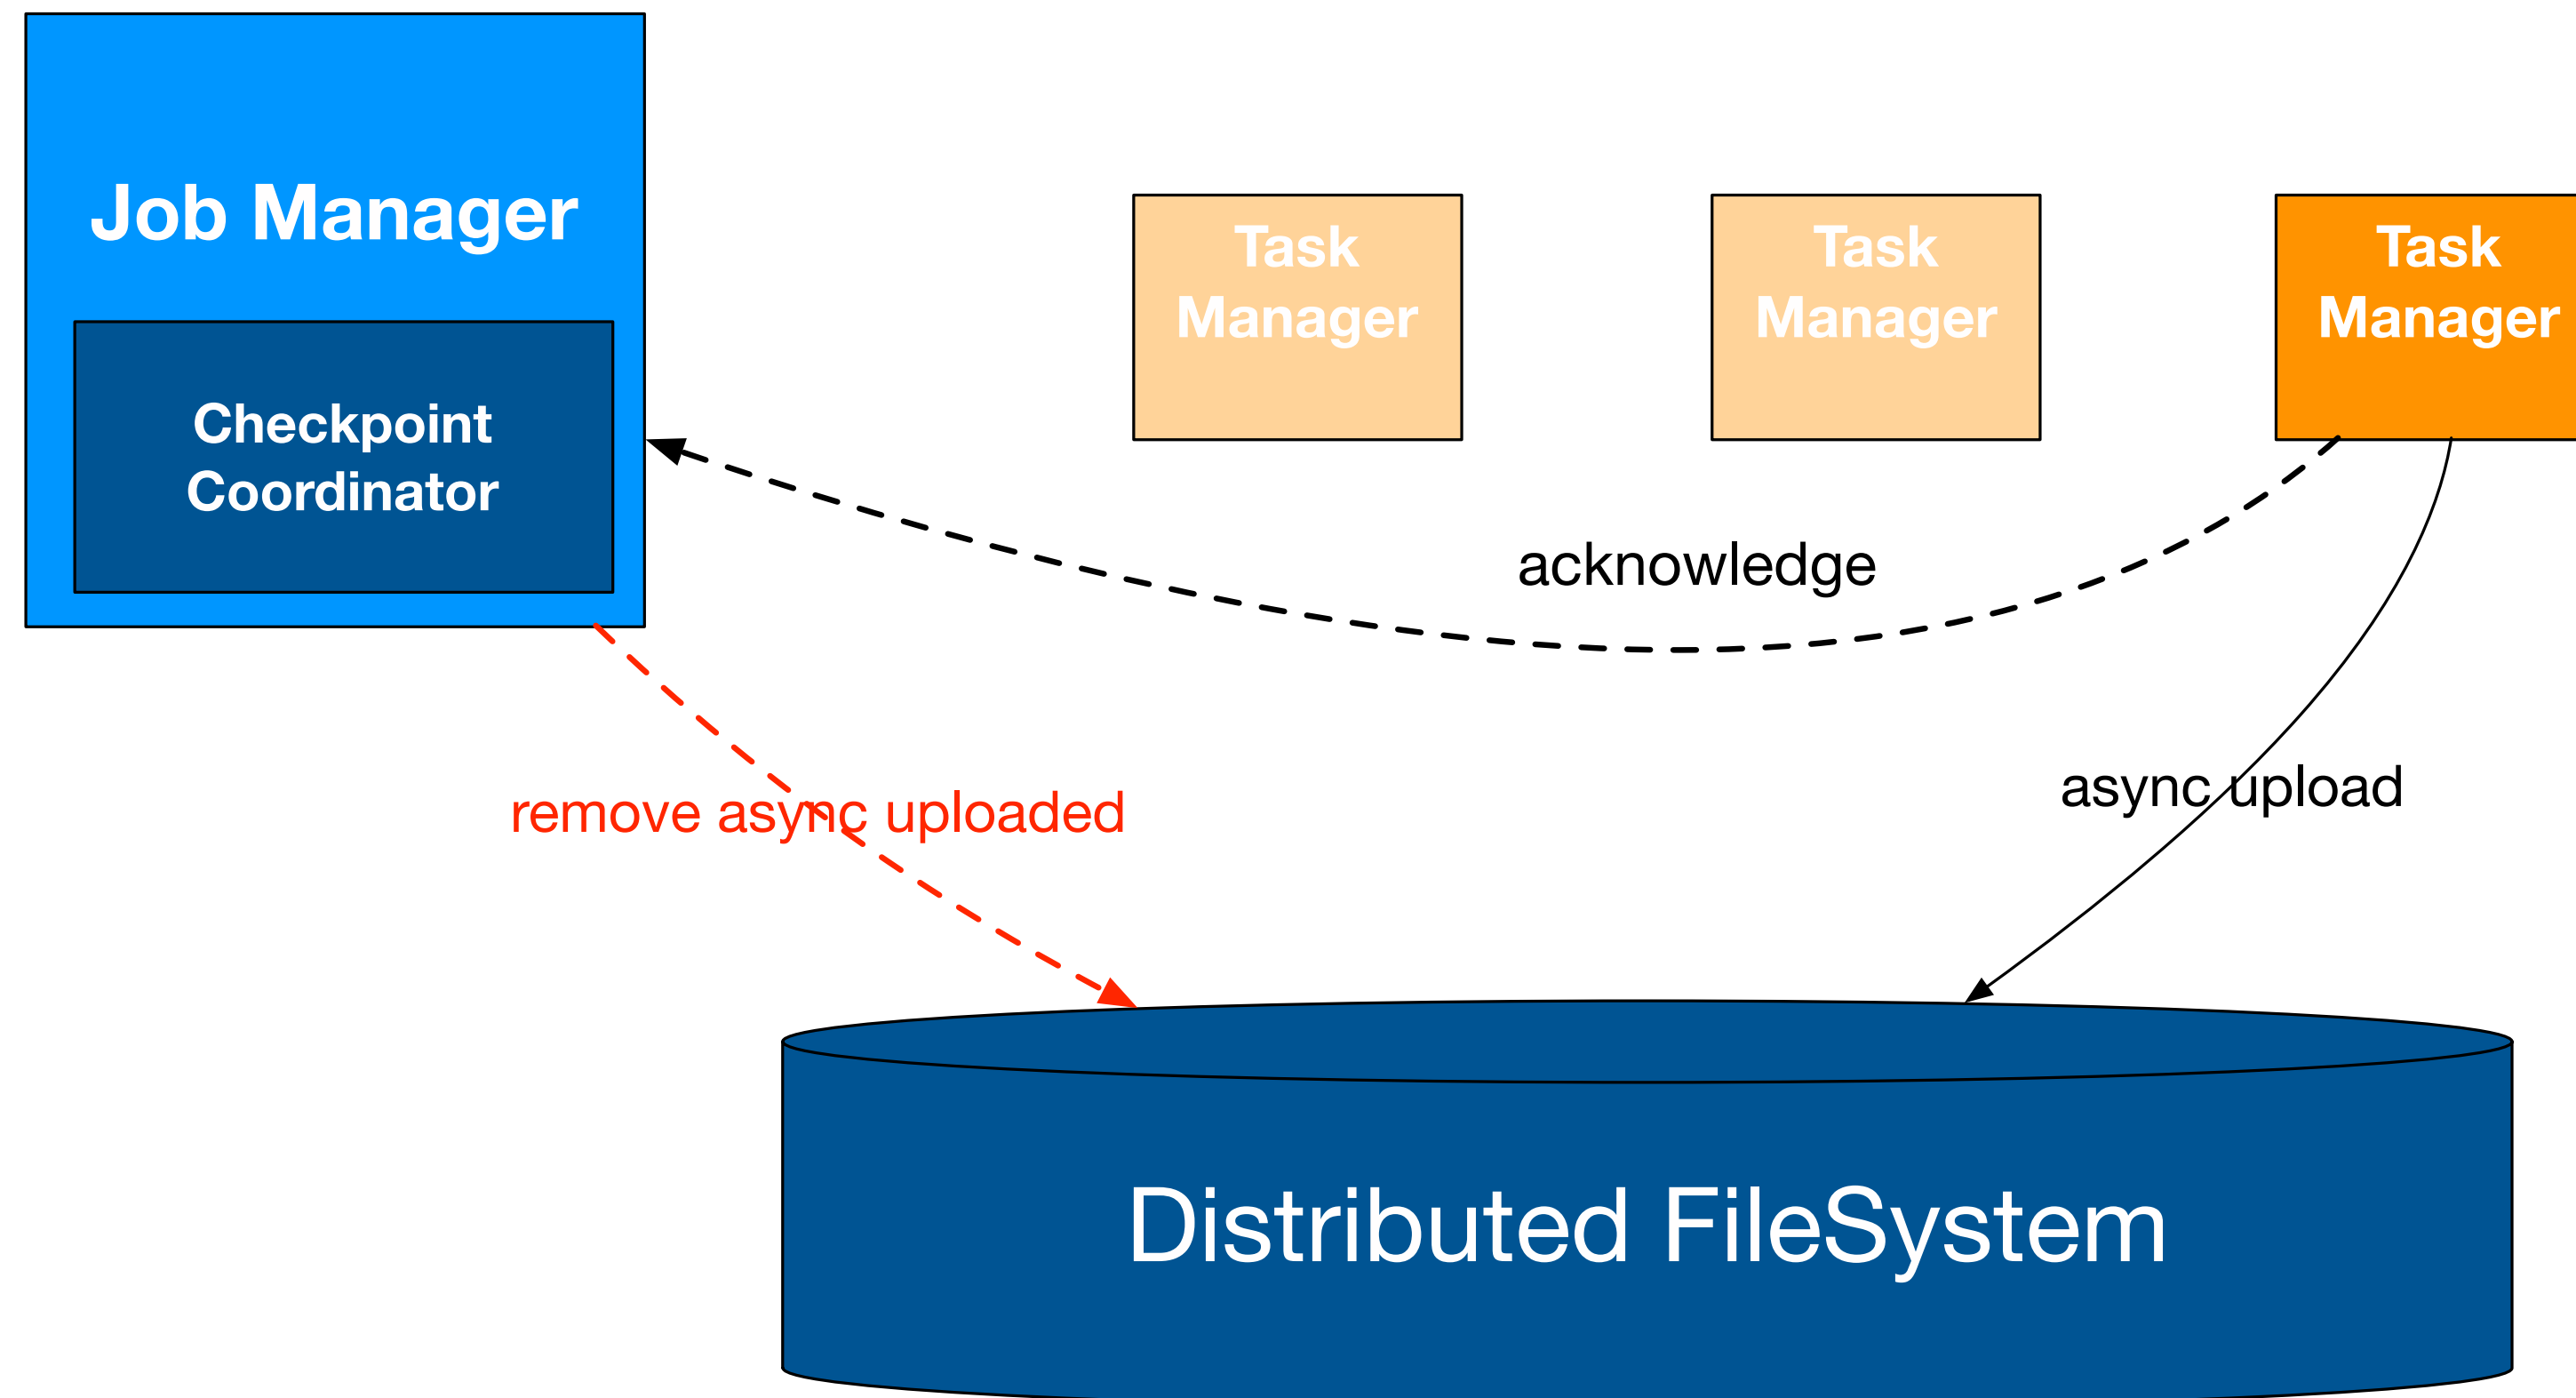 Job Manager
Checkpoint
Coordinator
Task
Manager
Task
Manager
Task
Manager
acknowledge
async upload
remove async uploaded
Distributed FileSystem